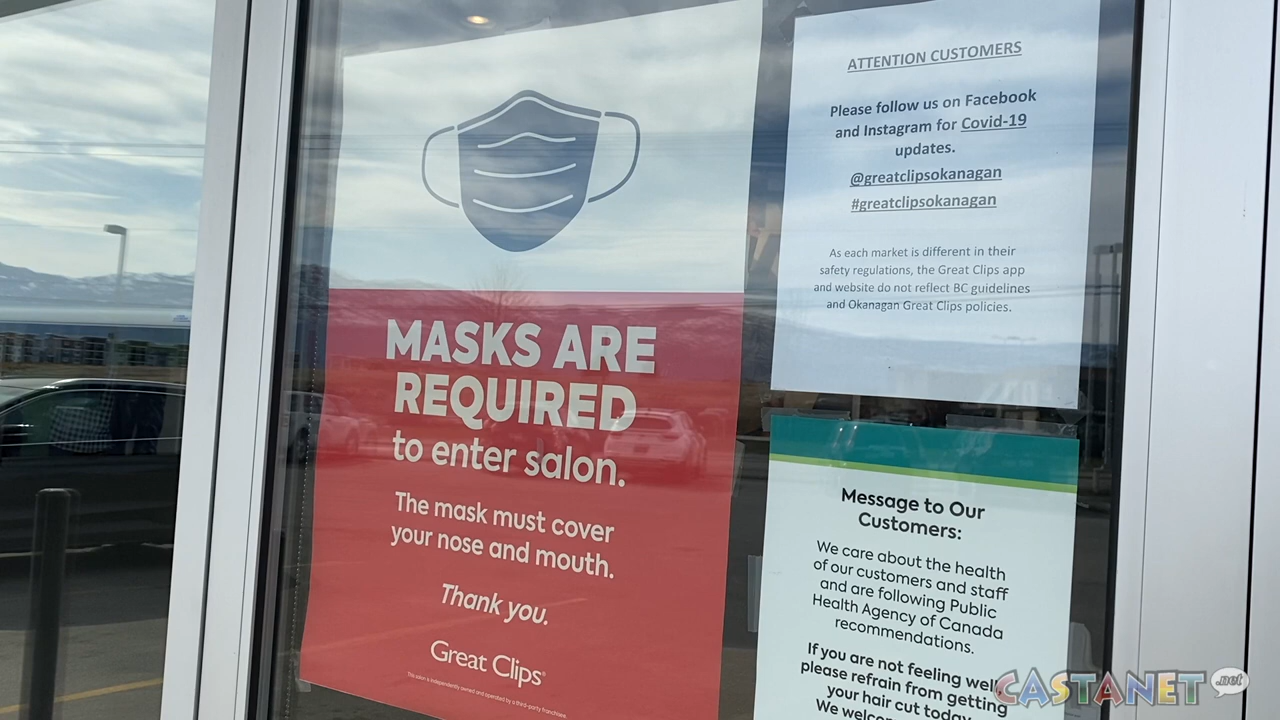 MASKS ARE
REQUIRED
to enter salon.
The mask must cover
your nose and mouth.
Thank you.
Great Clips®
This salon is independently owned and operated by a third-party franchisee.
ATTENTION CUSTOMERS
Please follow us on Facebook
and Instagram for Covid-19
updates.
@greatclipsokanagan
#greatclipsokanagan
As each market is different in their
safety regulations, the Great Clips app
and website do not reflect BC guidelines
and Okanagan Great Clips policies.
Message to Our
Customers:
We care about the health
of our customers and staff
and are following Public
Health Agency of Canada
recommendations.
If you are not feeling well,
please refrain from getting
your hair cut today.
We
CASTANET.net